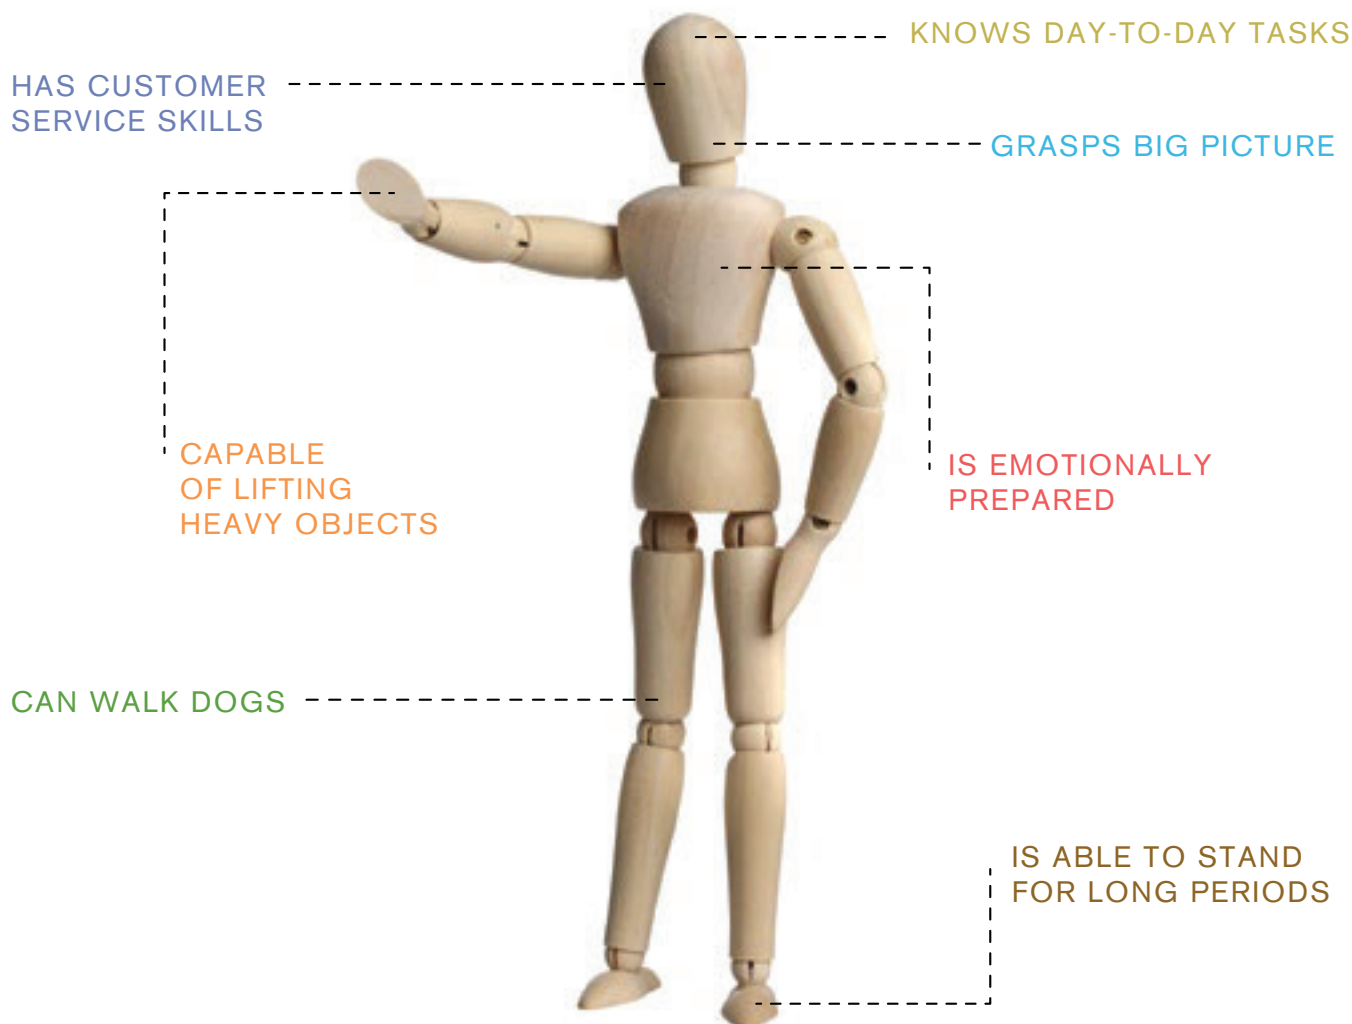 KNOWS DAY-TO-DAY TASKS
HAS CUSTOMER
SERVICE SKILLS
GRASPS BIG PICTURE
CAPABLE
OF LIFTING
HEAVY OBJECTS
IS EMOTIONALLY
PREPARED
CAN WALK DOGS
IS ABLE TO STAND
FOR LONG PERIODS